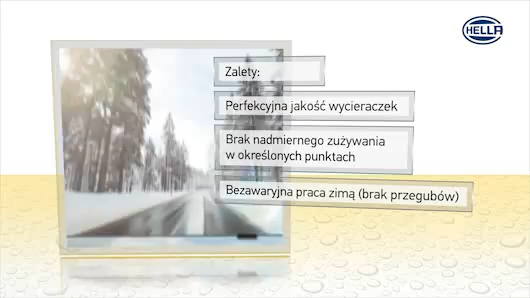 HELLA
Zalety:
Perfekcyjna jakość wycieraczek
Brak nadmiernego zużywania
w określonych punktach
Bezawaryjna praca zimą (brak przegubów)